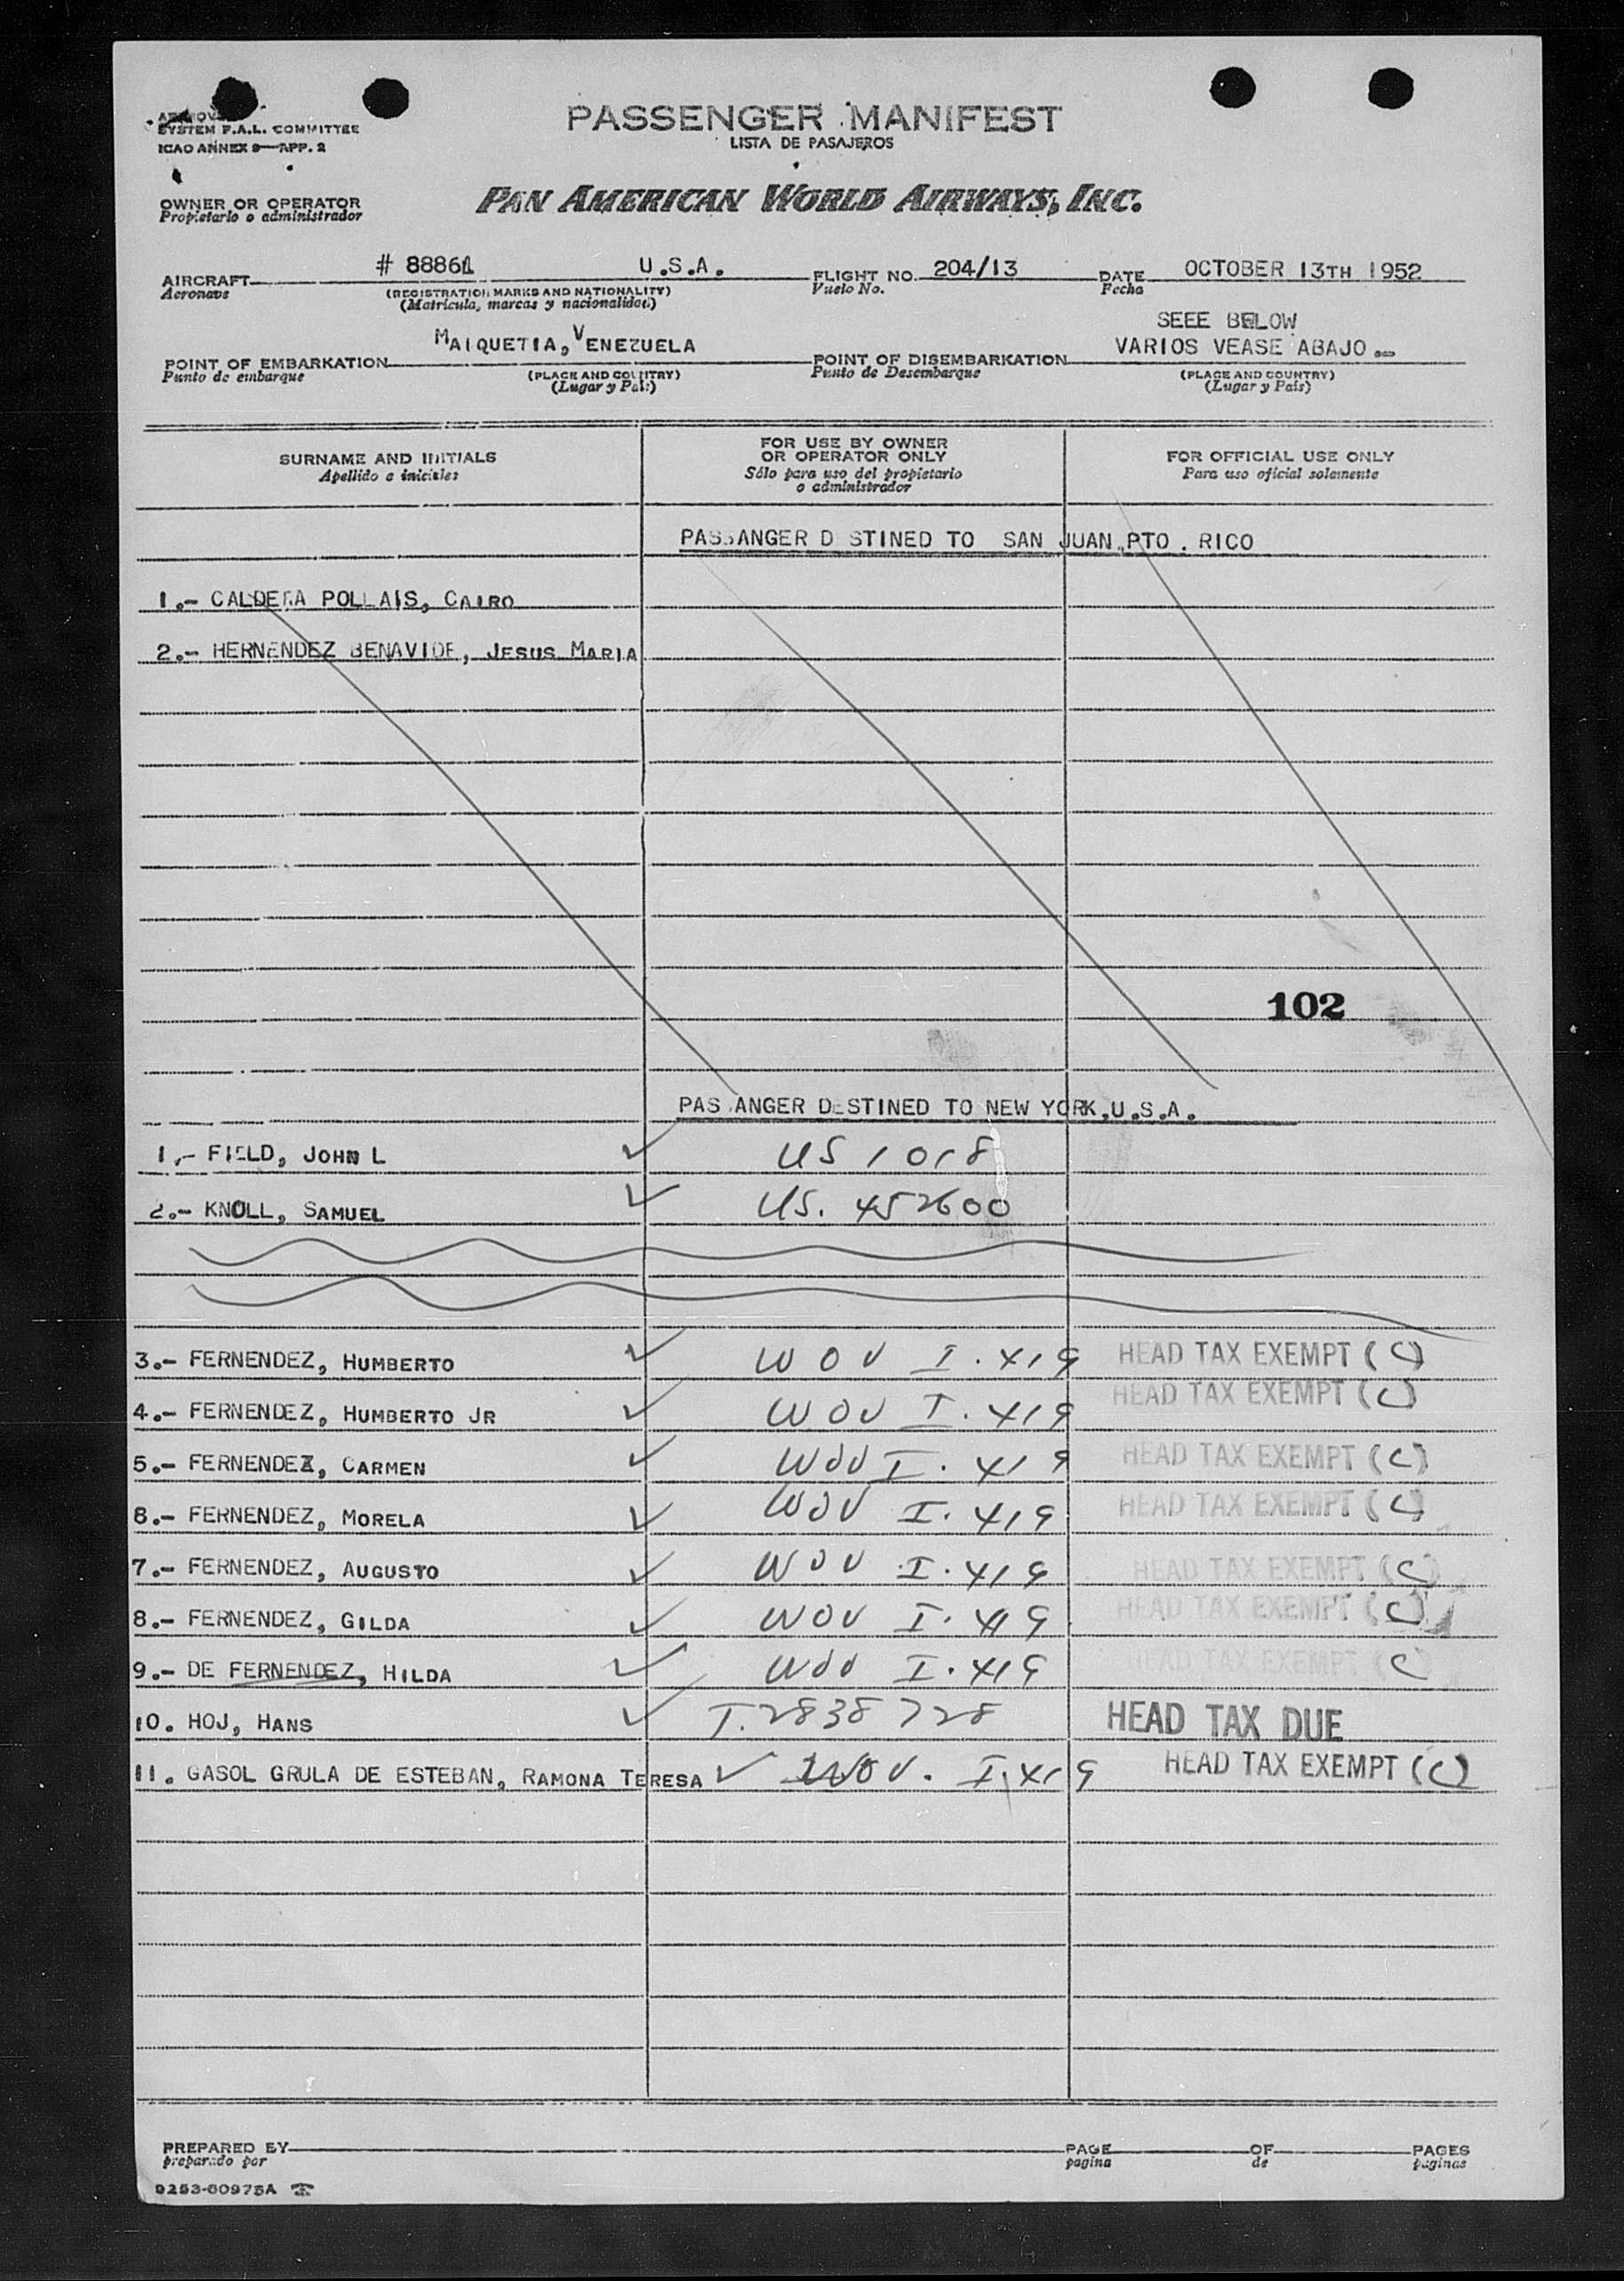 SYSTEM F.A.L. COMMITTEE
ICAO ANNEX 9—APP. 2
PASSENGER MANIFEST
LISTA DE PASAJEROS
OWNER OR OPERATOR
Propietario o administrador
PAN AMERICAN WORLD AIRWAYS, INC.
AIRCRAFT # 88861 U.S.A. FLIGHT NO. 204/13 DATE OCTOBER 13TH 1952
Aeronave (REGISTRATION MARKS AND NATIONALITY) Vuelo No. Fecha
(Matrícula, marcas y nacionalidad)
SEEE BELOW
POINT OF EMBARKATION MAIQUETIA, VENEZUELA POINT OF DISEMBARKATION VARIOS VEASE ABAJO.-
Punto de embarque (PLACE AND COUNTRY) Punto de Desembarque (PLACE AND COUNTRY)
(Lugar y País) (Lugar y País)
SURNAME AND INITIALS
Apellido e iniciales
FOR USE BY OWNER
OR OPERATOR ONLY
Sólo para uso del propietario
o administrador
FOR OFFICIAL USE ONLY
Para uso oficial solamente
PASSANGER D STINED TO SAN JUAN,PTO. RICO
1.- CALDERA POLLAIS, CAIRO
2.- HERNENDEZ BENAVIDE, JESUS MARIA
102
PAS ANGER DESTINED TO NEW YORK,U.S.A.
1.- FIELD, JOHN L ✓ US 1018
2.- KNOLL, SAMUEL ✓ US. 452600
3.- FERNENDEZ, HUMBERTO ✓ WOV I.419 HEAD TAX EXEMPT (C)
4.- FERNENDEZ, HUMBERTO JR ✓ WOV I.419 HEAD TAX EXEMPT (C)
5.- FERNENDEZ, CARMEN ✓ WOV I.419 HEAD TAX EXEMPT (C)
8.- FERNENDEZ, MORELA ✓ WOV I.419 HEAD TAX EXEMPT (C)
7.- FERNENDEZ, AUGUSTO ✓ WOV I.419 HEAD TAX EXEMPT (C)
8.- FERNENDEZ, GILDA ✓ WOV I.419 HEAD TAX EXEMPT (C)
9.- DE FERNENDEZ, HILDA ✓ WOV I.419 HEAD TAX EXEMPT (C)
10. HOJ, HANS ✓ I.2838728 HEAD TAX DUE
11. GASOL GRULA DE ESTEBAN, RAMONA TERESA ✓ WOV. I.419 HEAD TAX EXEMPT (C)
PREPARED BY PAGE OF PAGES
preparado por pagina de paginas
9253-60975A